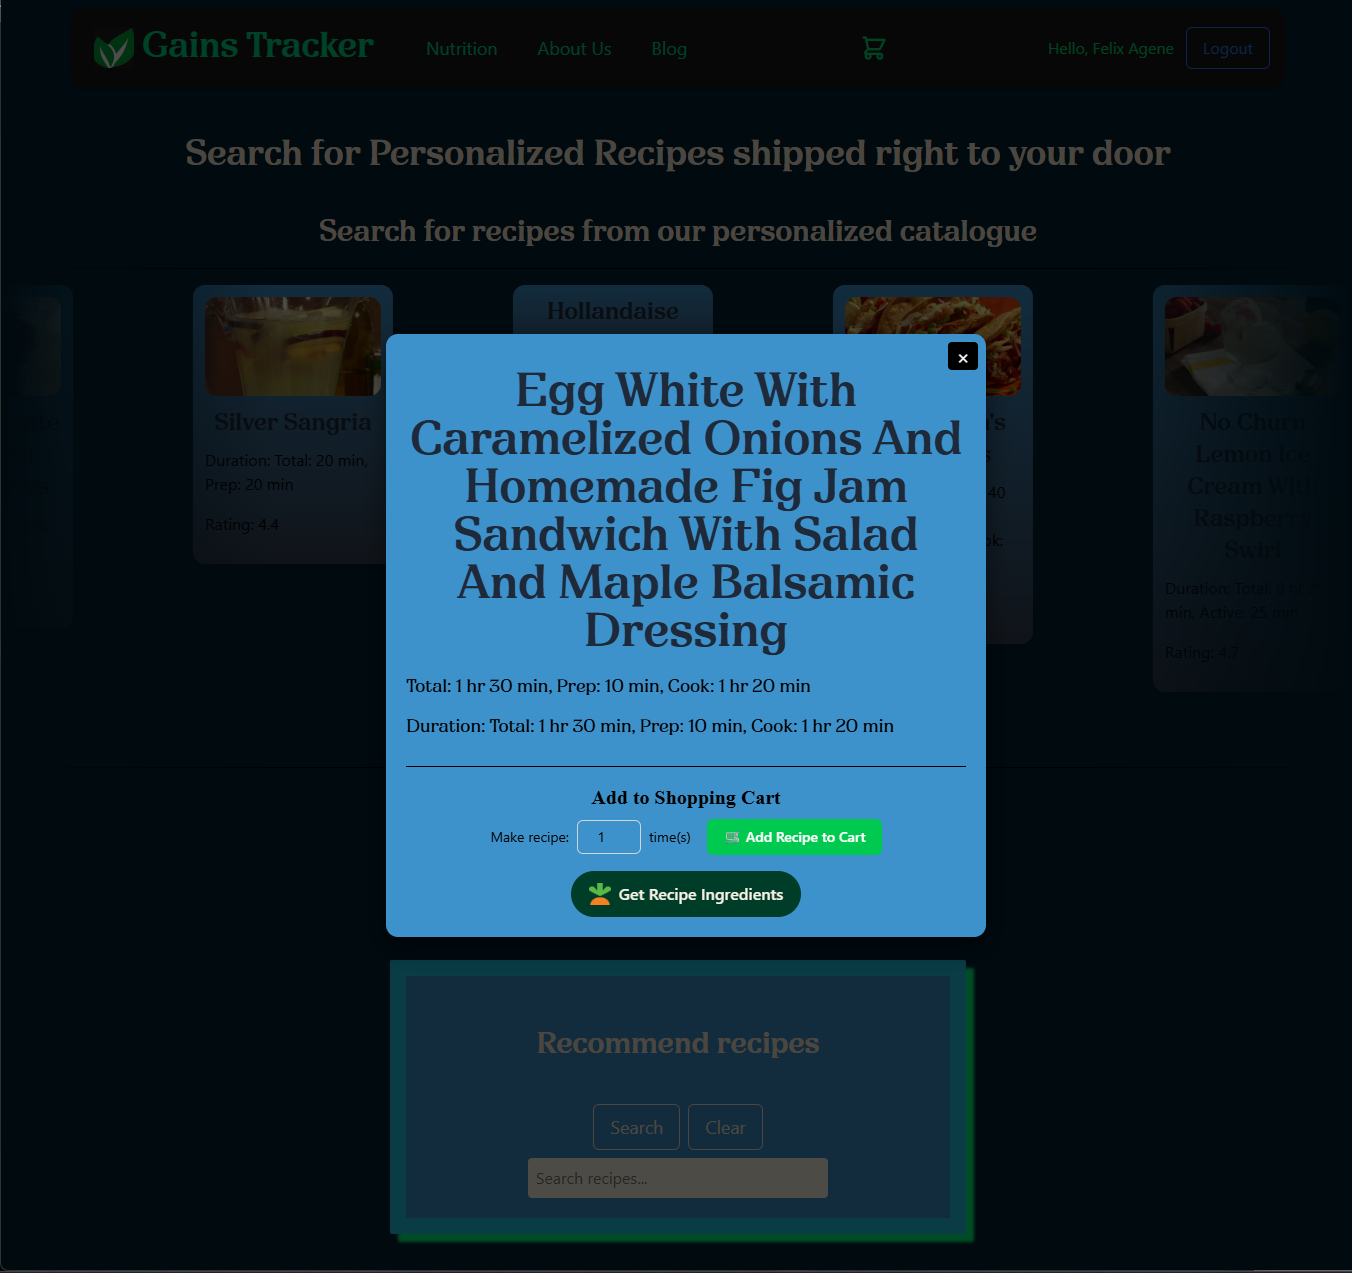 Gains Tracker
Nutrition
About Us
Blog
Hello, Felix Agene
Logout
Search for Personalized Recipes shipped right to your door
Search for recipes from our personalized catalogue
Silver Sangria
Duration: Total: 20 min,
Prep: 20 min
Rating: 4.4
Hollandaise
No Churn
Lemon Ice
Cream With
Raspberry
Swirl
Duration: Total:
min, Active: 25 min
Rating: 4.7
×
Egg White With
Caramelized Onions And
Homemade Fig Jam
Sandwich With Salad
And Maple Balsamic
Dressing
Total: 1 hr 30 min, Prep: 10 min, Cook: 1 hr 20 min
Duration: Total: 1 hr 30 min, Prep: 10 min, Cook: 1 hr 20 min
Add to Shopping Cart
Make recipe: 1 time(s)
Add Recipe to Cart
Get Recipe Ingredients
Recommend recipes
Search
Clear
Search recipes...